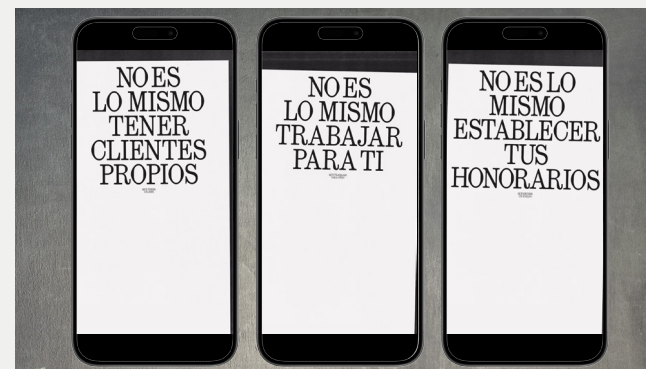 NO ES
LO MISMO
TENER
CLIENTES
PROPIOS
NO ES
LO MISMO
TRABAJAR
PARA TI
NO ES LO
MISMO
ESTABLECER
TUS
HONORARIOS